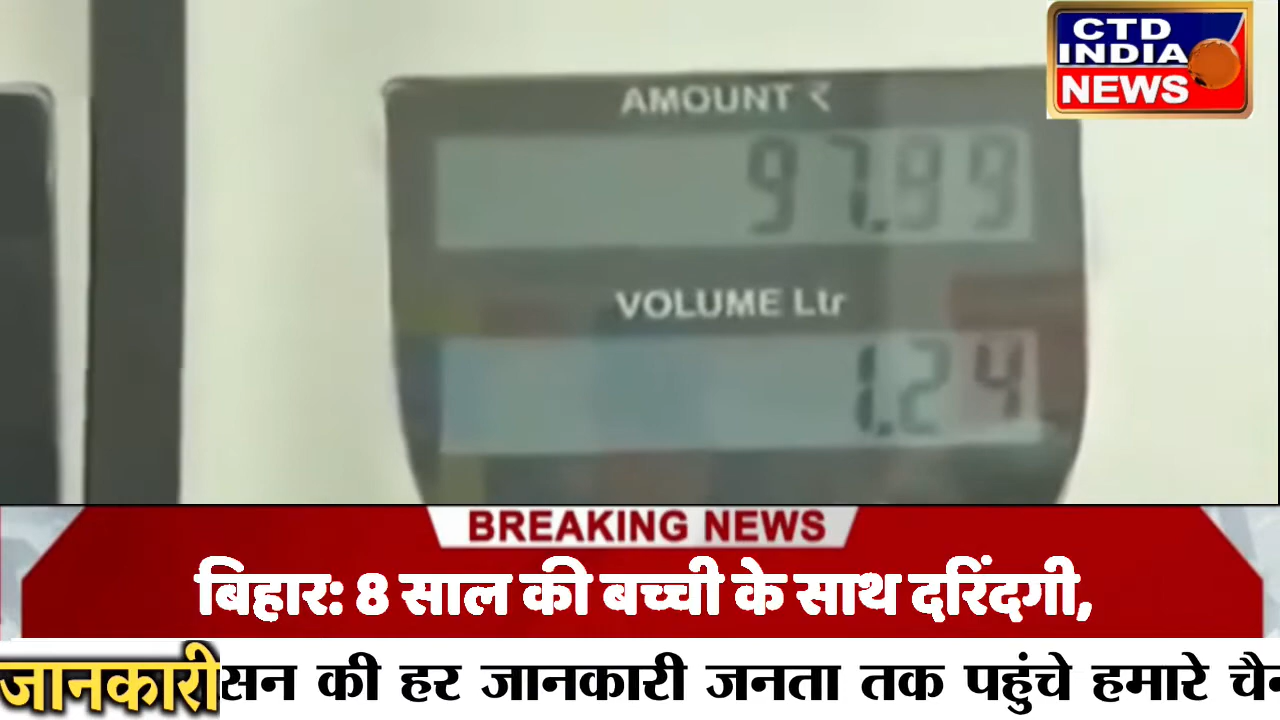 CTD
INDIA
NEWS
AMOUNT ₹
97.99
VOLUME Ltr
1.24
BREAKING NEWS
बिहार: 8 साल की बच्ची के साथ दरिंदगी,
जानकारी सन की हर जानकारी जनता तक पहुंचे हमारे